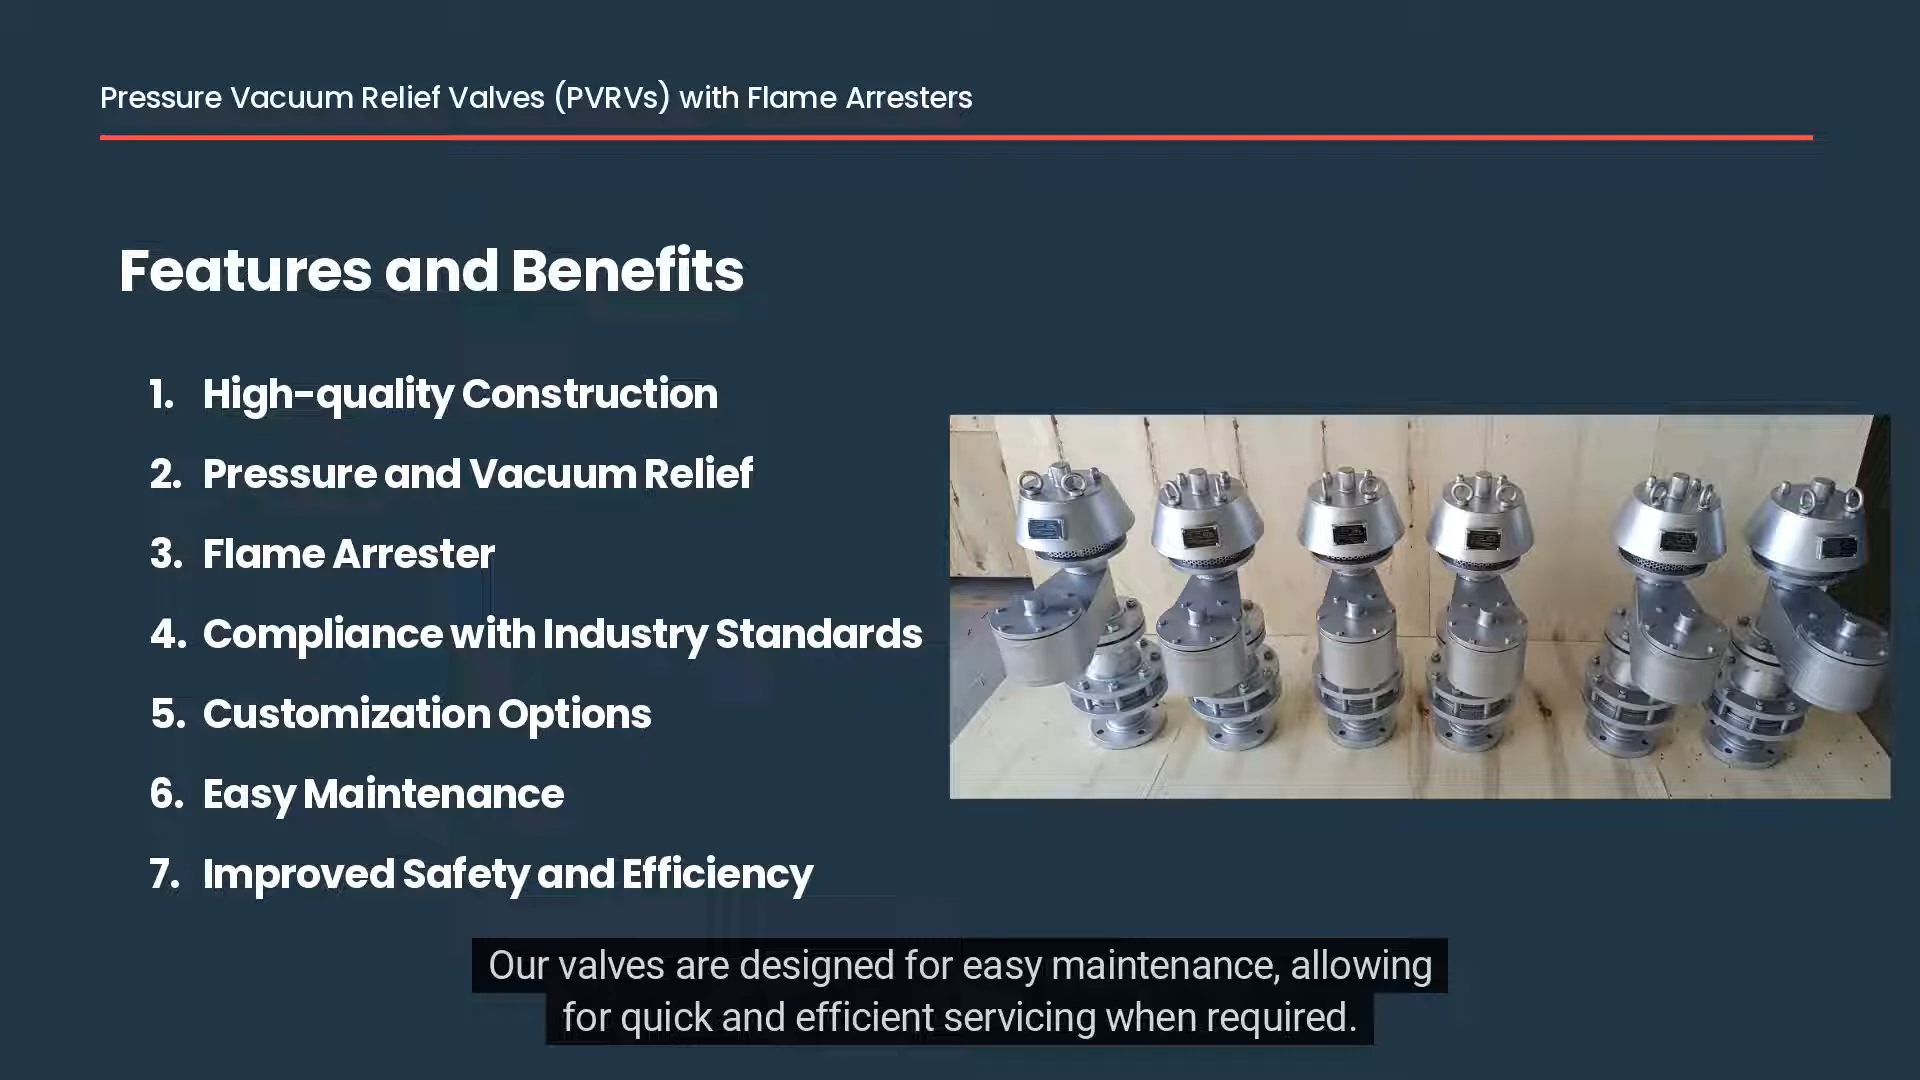 Pressure Vacuum Relief Valves (PVRVs) with Flame Arresters
Features and Benefits
1. High-quality Construction
2. Pressure and Vacuum Relief
3. Flame Arrester
4. Compliance with Industry Standards
5. Customization Options
6. Easy Maintenance
7. Improved Safety and Efficiency
Our valves are designed for easy maintenance, allowing
for quick and efficient servicing when required.